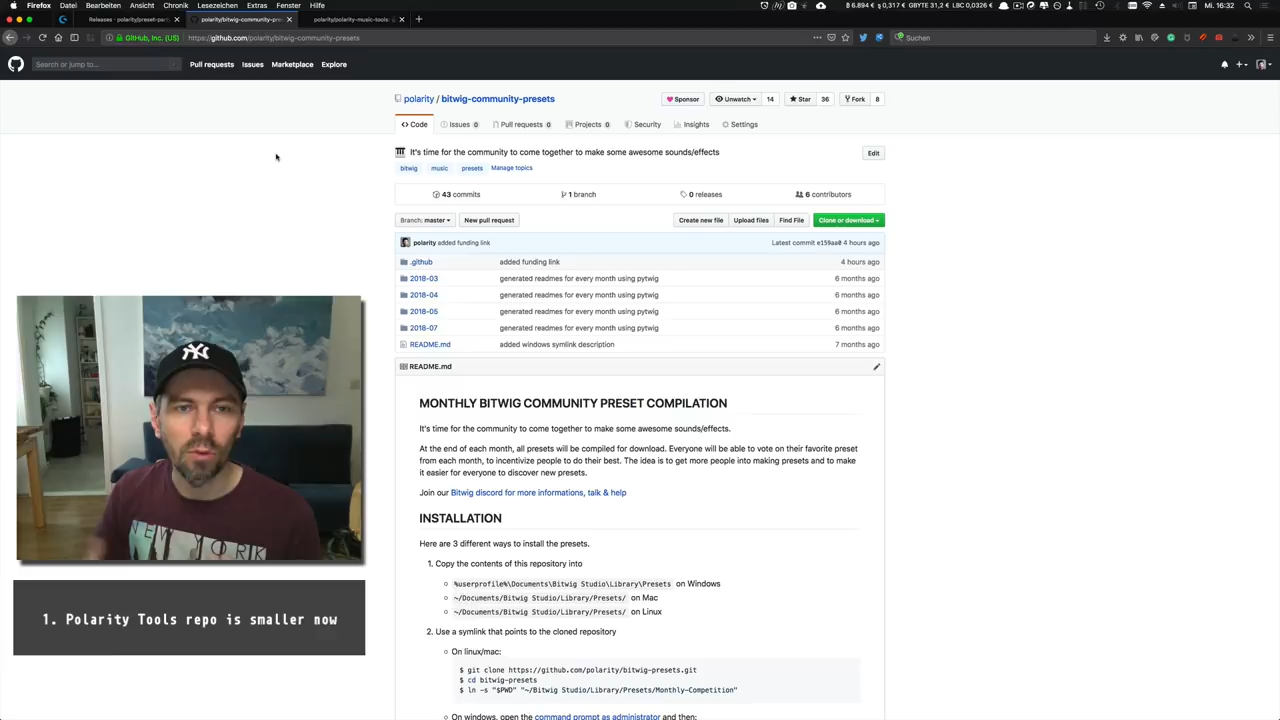 Firefox Datei Bearbeiten Ansicht Chronik Lesezeichen Extras Fenster Hilfe
Mi. 16:32
polarity/bitwig-community-pre
polarity/polarity-music-tools:
GitHub, Inc. (US) https://github.com/polarity/bitwig-community-presets
Suchen
Search or jump to... / Pull requests Issues Marketplace Explore
polarity / bitwig-community-presets
Sponsor Unwatch 14 Star 36 Fork 8
<> Code Issues 0 Pull requests 0 Projects 0 Security Insights Settings
It's time for the community to come together to make some awesome sounds/effects
Edit
bitwig music presets Manage topics
43 commits 1 branch 0 releases 6 contributors
Branch: master New pull request Create new file Upload files Find File Clone or download
polarity added funding link Latest commit e159aa0 4 hours ago
.github added funding link 4 hours ago
2018-03 generated readmes for every month using pytwig 6 months ago
2018-04 generated readmes for every month using pytwig 6 months ago
2018-05 generated readmes for every month using pytwig 6 months ago
2018-07 generated readmes for every month using pytwig 6 months ago
README.md added windows symlink description 7 months ago
README.md
MONTHLY BITWIG COMMUNITY PRESET COMPILATION
It's time for the community to come together to make some awesome sounds/effects.
At the end of each month, all presets will be compiled for download. Everyone will be able to vote on their favorite preset
from each month, to incentivize people to do their best. The idea is to get more people into making presets and to make
it easier for everyone to discover new presets.
Join our Bitwig discord for more informations, talk & help
INSTALLATION
Here are 3 different ways to install the presets.
1. Copy the contents of this repository into
%userprofile%\Documents\Bitwig Studio\Library\Presets on Windows
~/Documents/Bitwig Studio/Library/Presets/ on Mac
~/Documents/Bitwig Studio/Library/Presets/ on Linux
2. Use a symlink that points to the cloned repository
On linux/mac:
$ git clone https://github.com/polarity/bitwig-presets.git
$ cd bitwig-presets
$ ln -s "$PWD" "~/Bitwig Studio/Library/Presets/Monthly-Competition"
On windows, open the command prompt as administrator and then:
NY
NEW YORK
1. Polarity Tools repo is smaller now